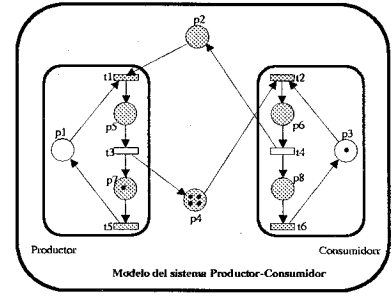 p2
t1
t2
p5
p6
p1
p3
t3
t4
p7
p8
p4
t5
t6
Productor
Consumidorr
Modelo del sistema Productor-Consumidor